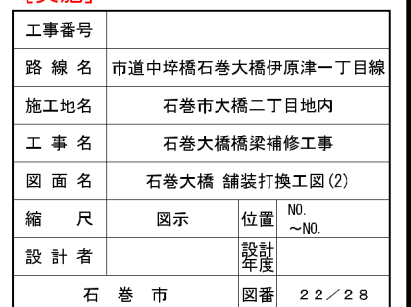 [実施]
工事番号
路線名 市道中埣橋石巻大橋伊原津一丁目線
施工地名 石巻市大橋二丁目地内
工事名 石巻大橋橋梁補修工事
図面名 石巻大橋 舗装打換工図(2)
縮尺 図示 位置 NO. ～NO.
設計者 設計年度
石巻市 図番 22／28